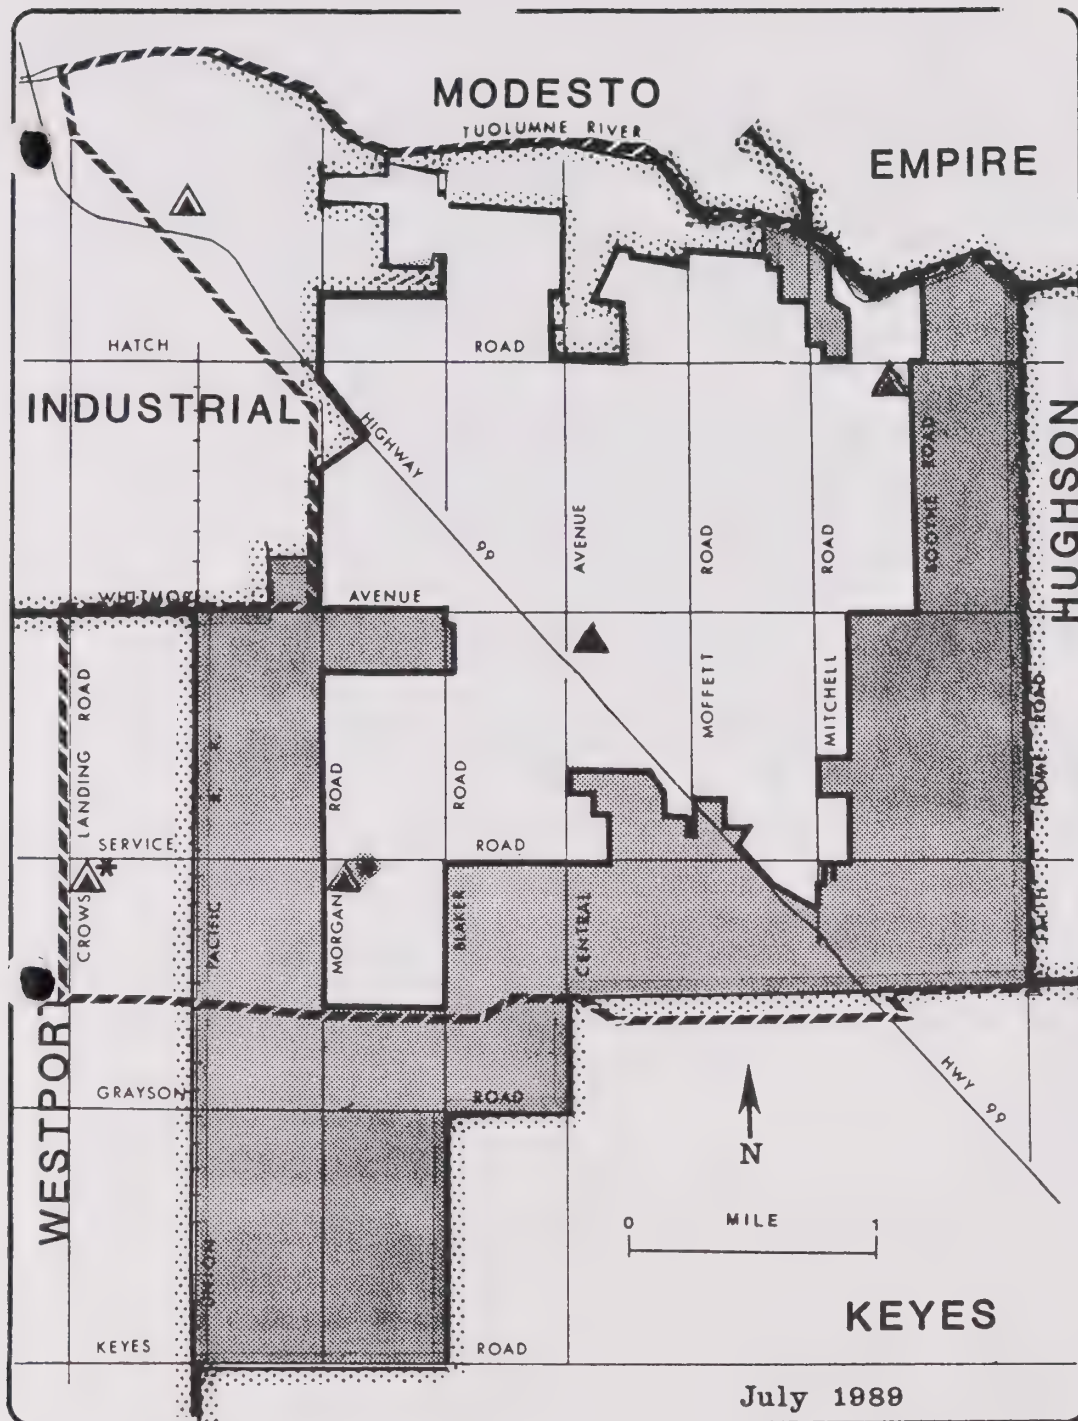 MODESTO
TUOLUMNE RIVER
EMPIRE
HATCH ROAD
INDUSTRIAL
HIGHWAY 99
HUGHSON
BOOTHE ROAD
AVENUE
ROAD
ROAD
AVENUE
MOFFETT
MITCHELL
LANDING ROAD
R.
R
ROAD
ROAD
HOME ROAD
SERVICE ROAD
CROWS
PACIFIC
MORGAN
BLAKER
CENTRAL
FAITH
*
*
WESTPORT
GRAYSON ROAD
HWY 99
N
0 MILE 1
UNION
KEYES
KEYES ROAD
July 1989